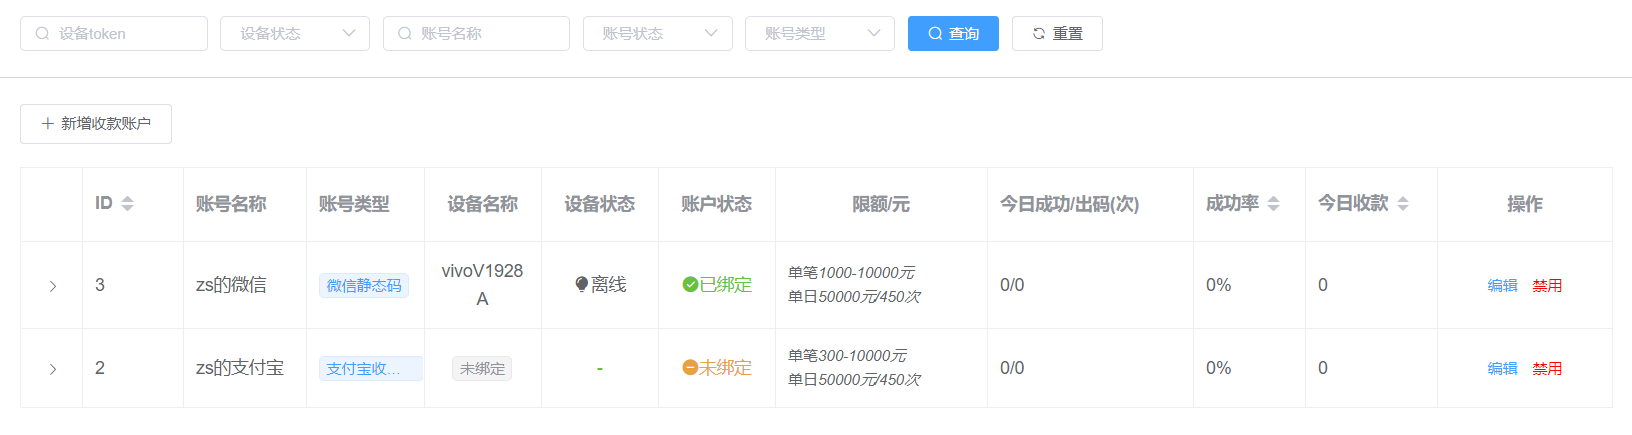 设备token 设备状态 账号名称 账号状态 账号类型 查询 重置
新增收款账户
ID 账号名称 账号类型 设备名称 设备状态 账户状态 限额/元 今日成功/出码(次) 成功率 今日收款 操作
3 zs的微信 微信静态码 vivoV1928A 离线 已绑定 单笔1000-10000元 0/0 0% 0 编辑 禁用
单日50000元/450次
2 zs的支付宝 支付宝收... 未绑定 - 未绑定 单笔300-10000元 0/0 0% 0 编辑 禁用
单日50000元/450次